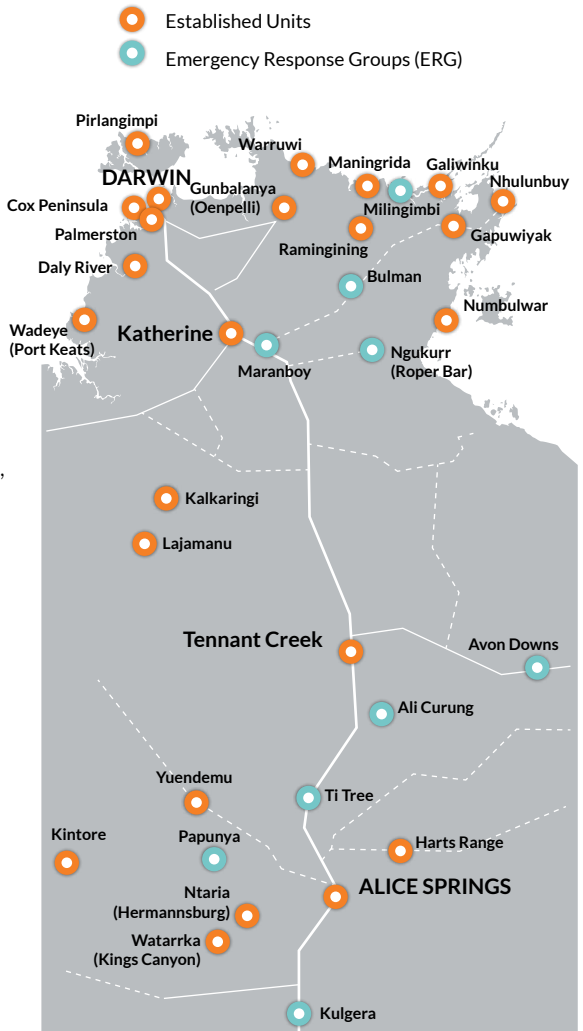 Established Units
Emergency Response Groups (ERG)
Pirlangimpi
Warruwi
Maningrida
Galiwinku
DARWIN
Gunbalanya
(Oenpelli)
Nhulunbuy
Cox Peninsula
Milingimbi
Palmerston
Ramingining
Gapuwiyak
Daly River
Bulman
Numbulwar
Wadeye
(Port Keats)
Katherine
Maranboy
Ngukurr
(Roper Bar)
,
Kalkaringi
Lajamanu
Tennant Creek
Avon Downs
Ali Curung
Yuendemu
Ti Tree
Kintore
Papunya
Harts Range
ALICE SPRINGS
Ntaria
(Hermannsburg)
Watarrka
(Kings Canyon)
Kulgera